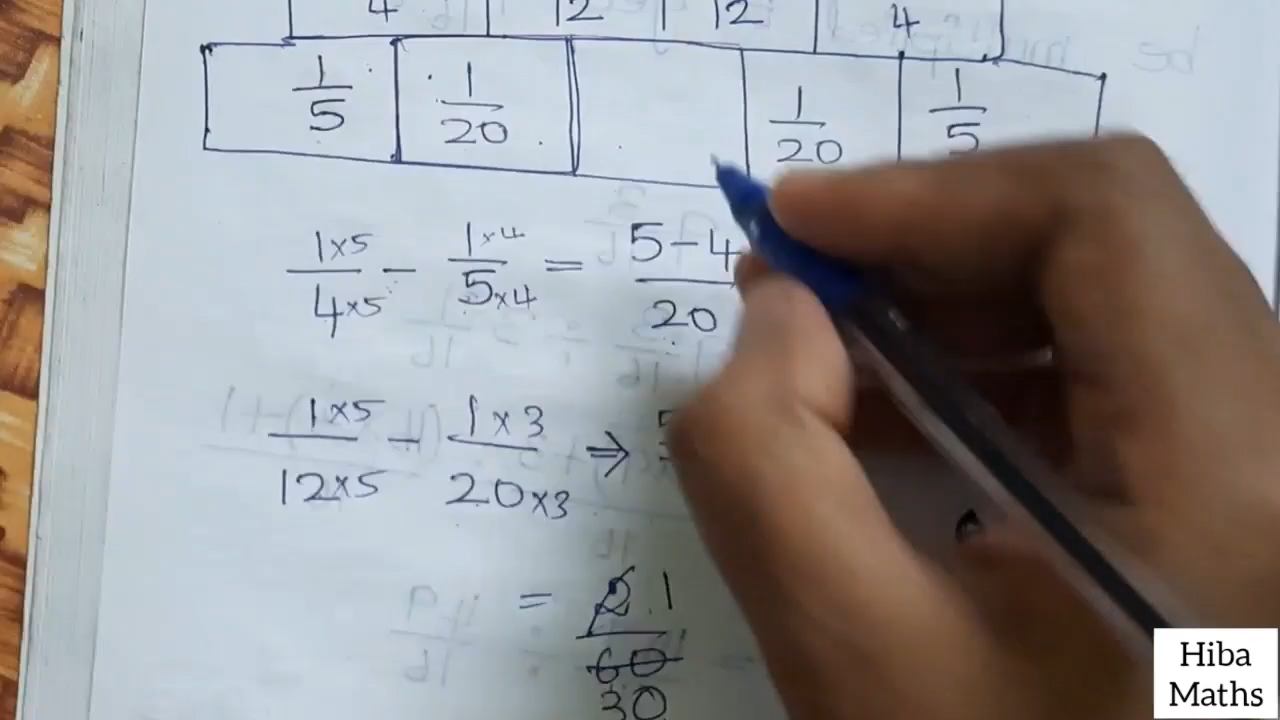 4 12 12 4
1/5 1/20 1/20 1/5
1×5/4×5 - 1×4/5×4 = 5-4/20
1×5/12×5 - 1×3/20×3 ⇒ 5
= 2 1/60 30
Hiba
Maths